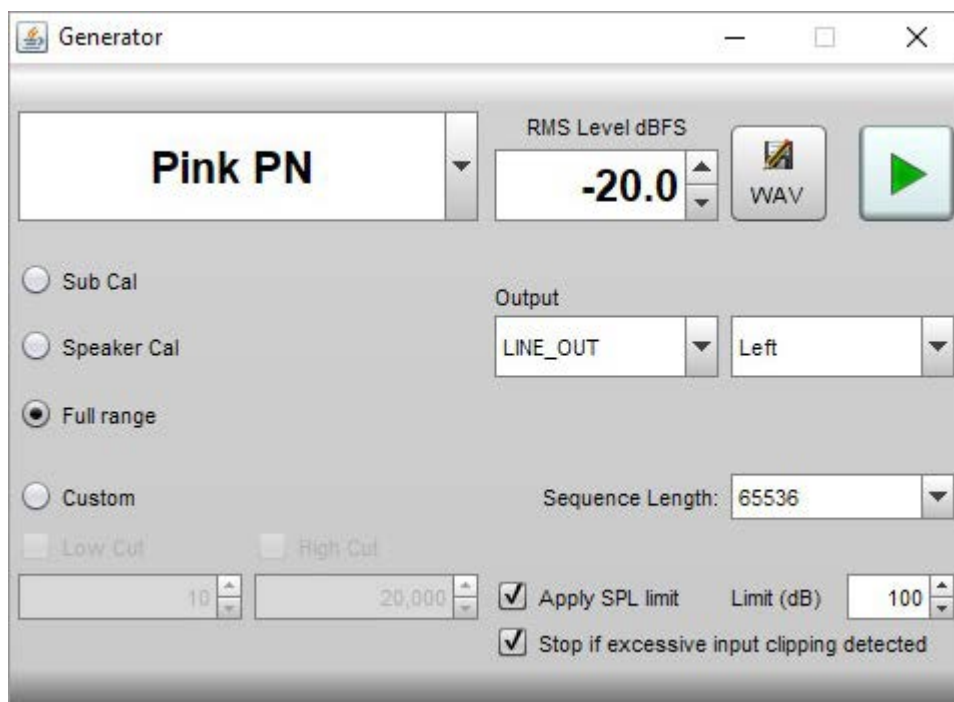 Generator
Pink PN
RMS Level dBFS
-20.0
WAV
Sub Cal
Speaker Cal
Full range
Custom
Output
LINE_OUT
Left
Sequence Length: 65536
Low Cut
High Cut
10
20,000
Apply SPL limit
Limit (dB) 100
Stop if excessive input clipping detected